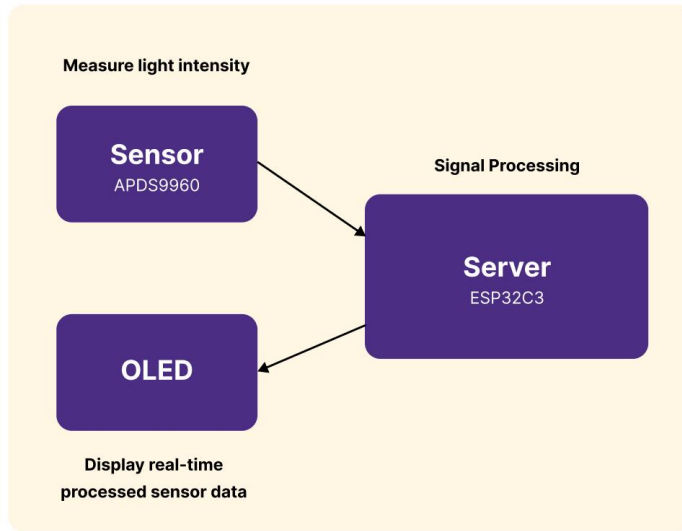 Measure light intensity
Sensor
APDS9960
Signal Processing
Server
ESP32C3
OLED
Display real-time
processed sensor data